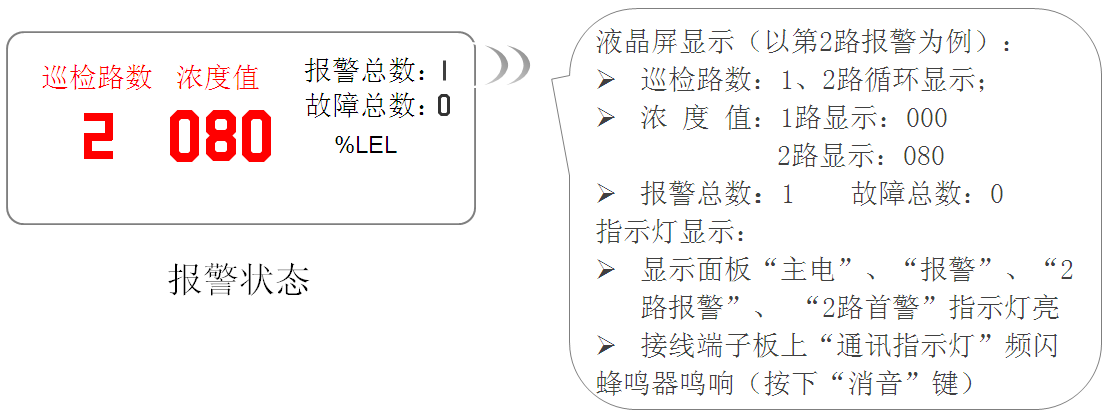 巡检路数 浓度值 报警总数：1
故障总数：0
2 080 %LEL
报警状态
液晶屏显示（以第2路报警为例）：
➢ 巡检路数：1、2路循环显示；
➢ 浓 度 值：1路显示：000
2路显示：080
➢ 报警总数：1 故障总数：0
指示灯显示：
➢ 显示面板“主电”、“报警”、“2
路报警”、 “2路首警”指示灯亮
➢ 接线端子板上“通讯指示灯”频闪
蜂鸣器鸣响（按下“消音”键）